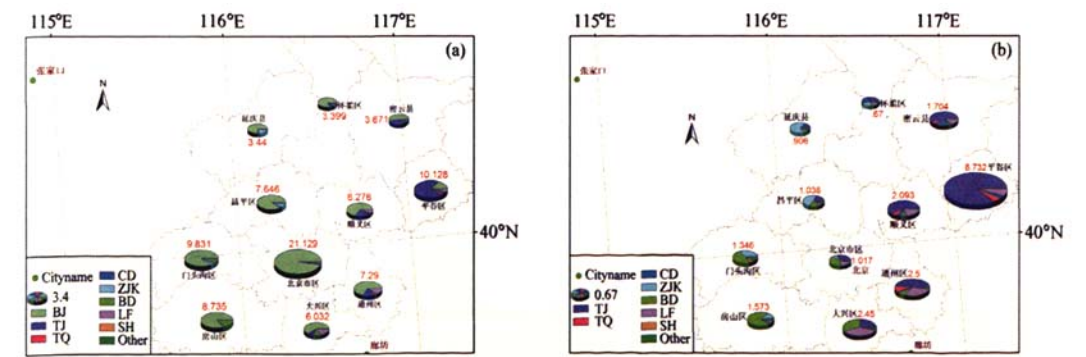 115°E 116°E 117°E
(a)
张家口
N
怀柔区
3.399
密云县
3.671
延庆县
3.44
10.128
平谷区
7.646
昌平区
6.276
顺义区
40°N
9.831
门头沟区
21.129
北京市区
7.29
通州区
8.735
房山区
大兴区
6.032
廊坊
Cityname
3.4
BJ
TJ
TQ
CD
ZJK
BD
LF
SH
Other
115°E 116°E 117°E
(b)
张家口
N
怀柔区
.67
1.704
密云县
延庆县
.906
8.732 平谷区
1.036
昌平区
2.093
顺义区
40°N
1.346
门头沟区
北京市区
1.017
北京
通州区 2.5
1.573
房山区
大兴区 2.45
廊坊
Cityname
0.67
TJ
TQ
CD
ZJK
BD
LF
SH
Other